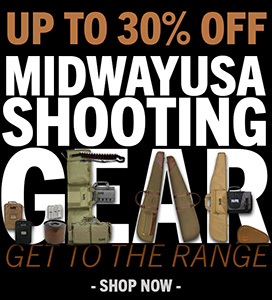 UP TO 30% OFF
MIDWAYUSA
SHOOTING
GEAR
GET TO THE RANGE
- SHOP NOW -